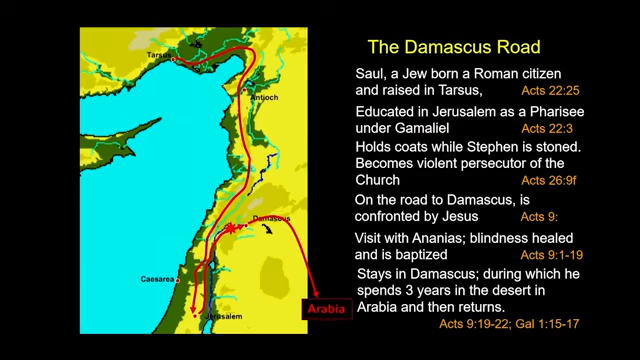 The Damascus Road
Saul, a Jew born a Roman citizen
and raised in Tarsus, Acts 22:25
Educated in Jerusalem as a Pharisee
under Gamaliel Acts 22:3
Holds coats while Stephen is stoned.
Becomes violent persecutor of the
Church Acts 26:9f
On the road to Damascus, is
confronted by Jesus Acts 9:
Visit with Ananias; blindness healed
and is baptized Acts 9:1-19
Stays in Damascus; during which he
spends 3 years in the desert in
Arabia and then returns.
Acts 9:19-22; Gal 1:15-17
Tarsus
Antioch
Damascus
Caesarea
Jerusalem
Arabia